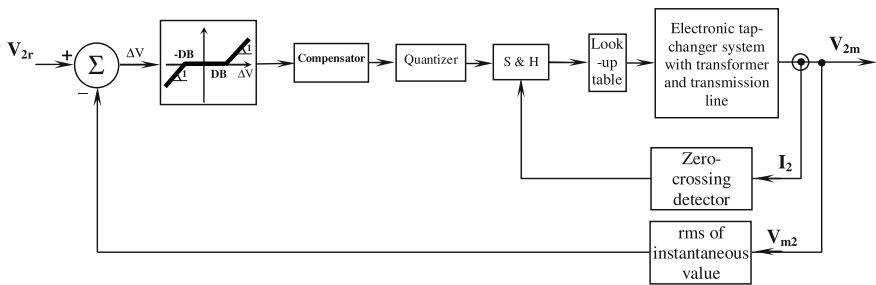 V2r
+
Σ
−
ΔV
-DB
1
DB
1
ΔV
Compensator
Quantizer
S & H
Look
-up
table
Electronic tap-
changer system
with transformer
and transmission
line
V2m
Zero-
crossing
detector
I2
rms of
instantaneous
value
Vm2